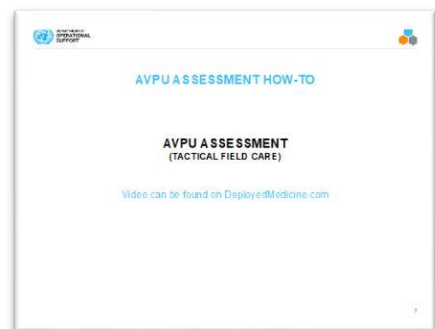 DEPARTMENT OF
OPERATIONAL
SUPPORT
AVPU ASSESSMENT HOW-TO
AVPU ASSESSMENT
(TACTICAL FIELD CARE)
Video can be found on DeployedMedicine.com